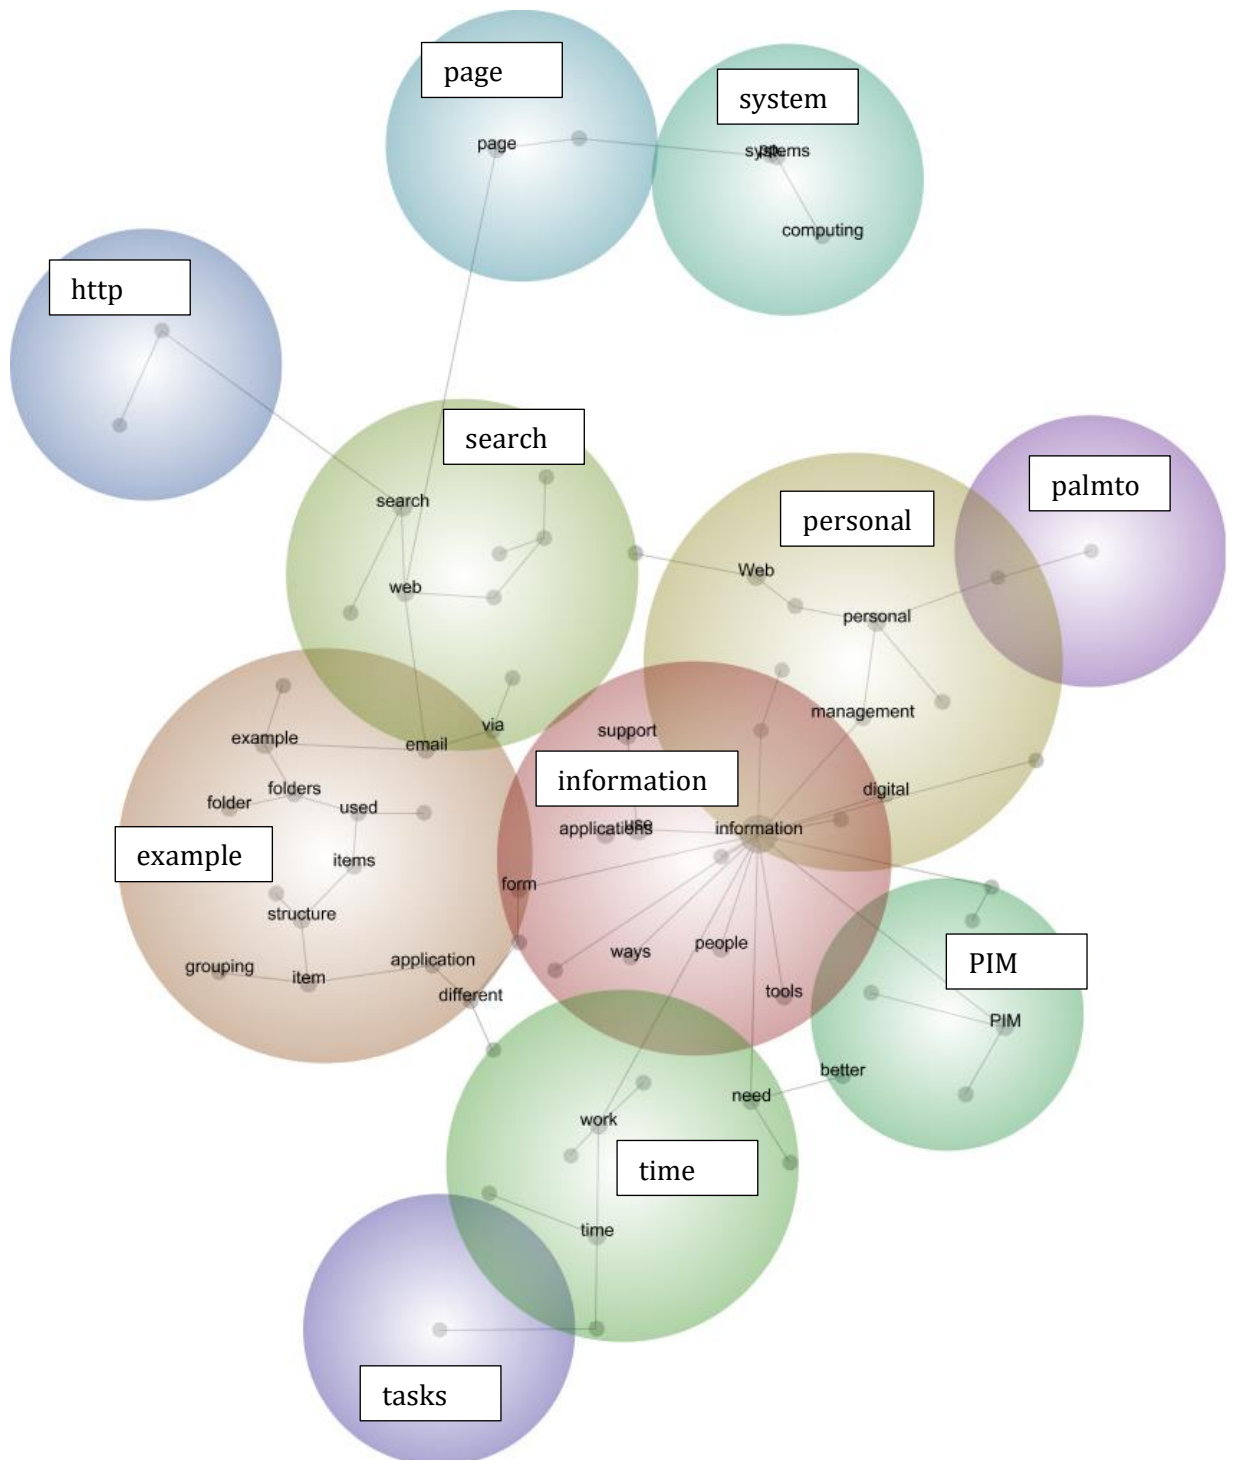 page
system
page
systems
computing
http
search
palmto
search
personal
Web
web
personal
management
support
via
example
email
information
digital
folders
folder
used
applications
use
information
example
items
form
structure
people
ways
application
PIM
grouping
item
tools
different
PIM
better
need
work
time
time
tasks